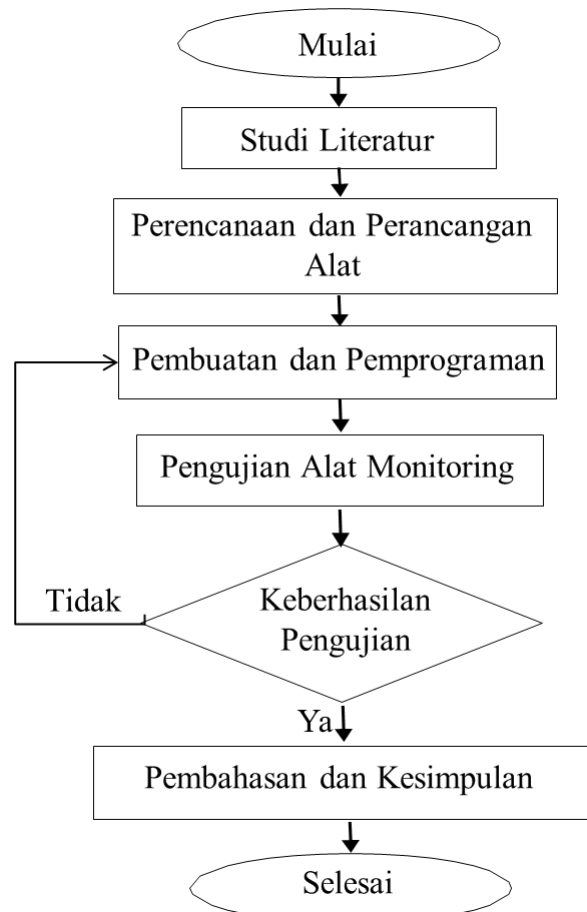 Mulai
Studi Literatur
Perencanaan dan Perancangan
Alat
Pembuatan dan Pemprograman
Pengujian Alat Monitoring
Tidak
Keberhasilan
Pengujian
Ya
Pembahasan dan Kesimpulan
Selesai